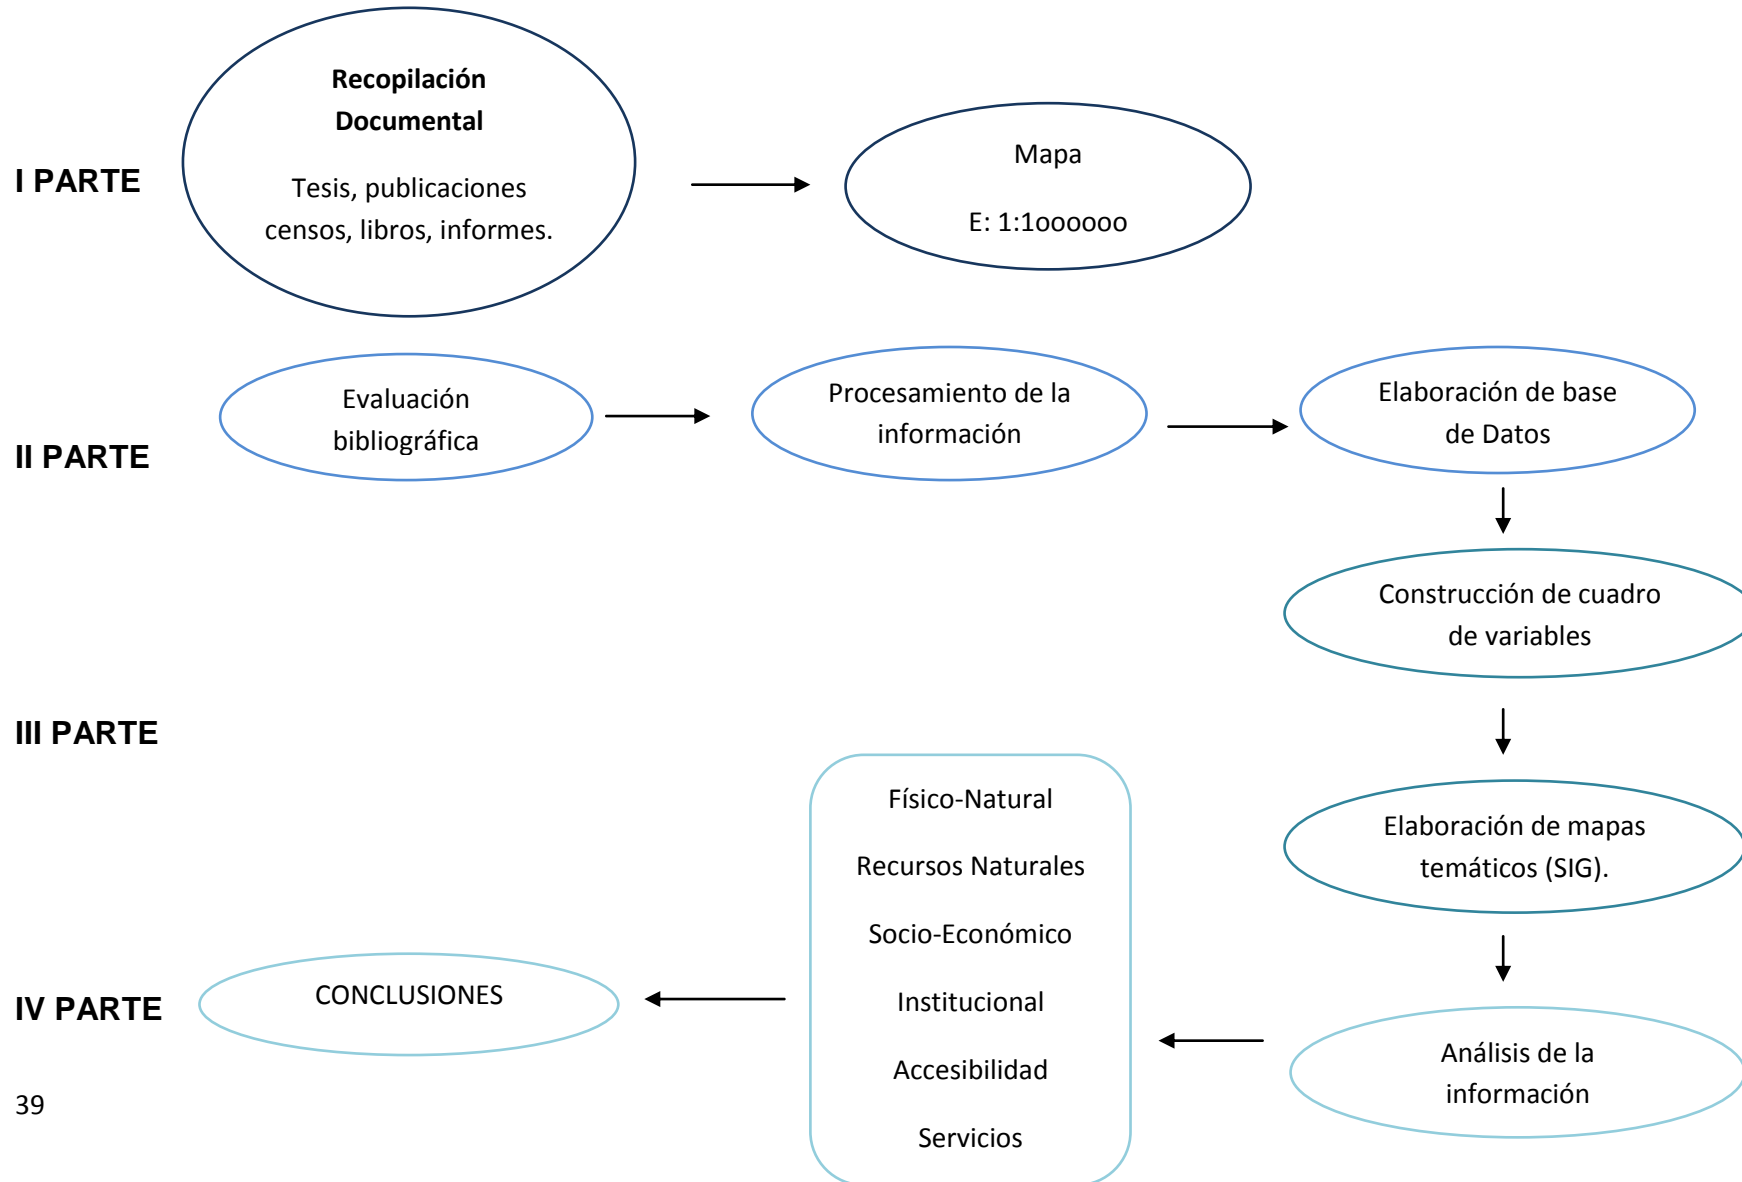 I PARTE
Recopilación
Documental
Tesis, publicaciones
censos, libros, informes.
Mapa
E: 1:1oooooo
II PARTE
Evaluación
bibliográfica
Procesamiento de la
información
Elaboración de base
de Datos
III PARTE
Construcción de cuadro
de variables
Elaboración de mapas
temáticos (SIG).
IV PARTE
Análisis de la
información
Físico-Natural
Recursos Naturales
Socio-Económico
Institucional
Accesibilidad
Servicios
CONCLUSIONES
39